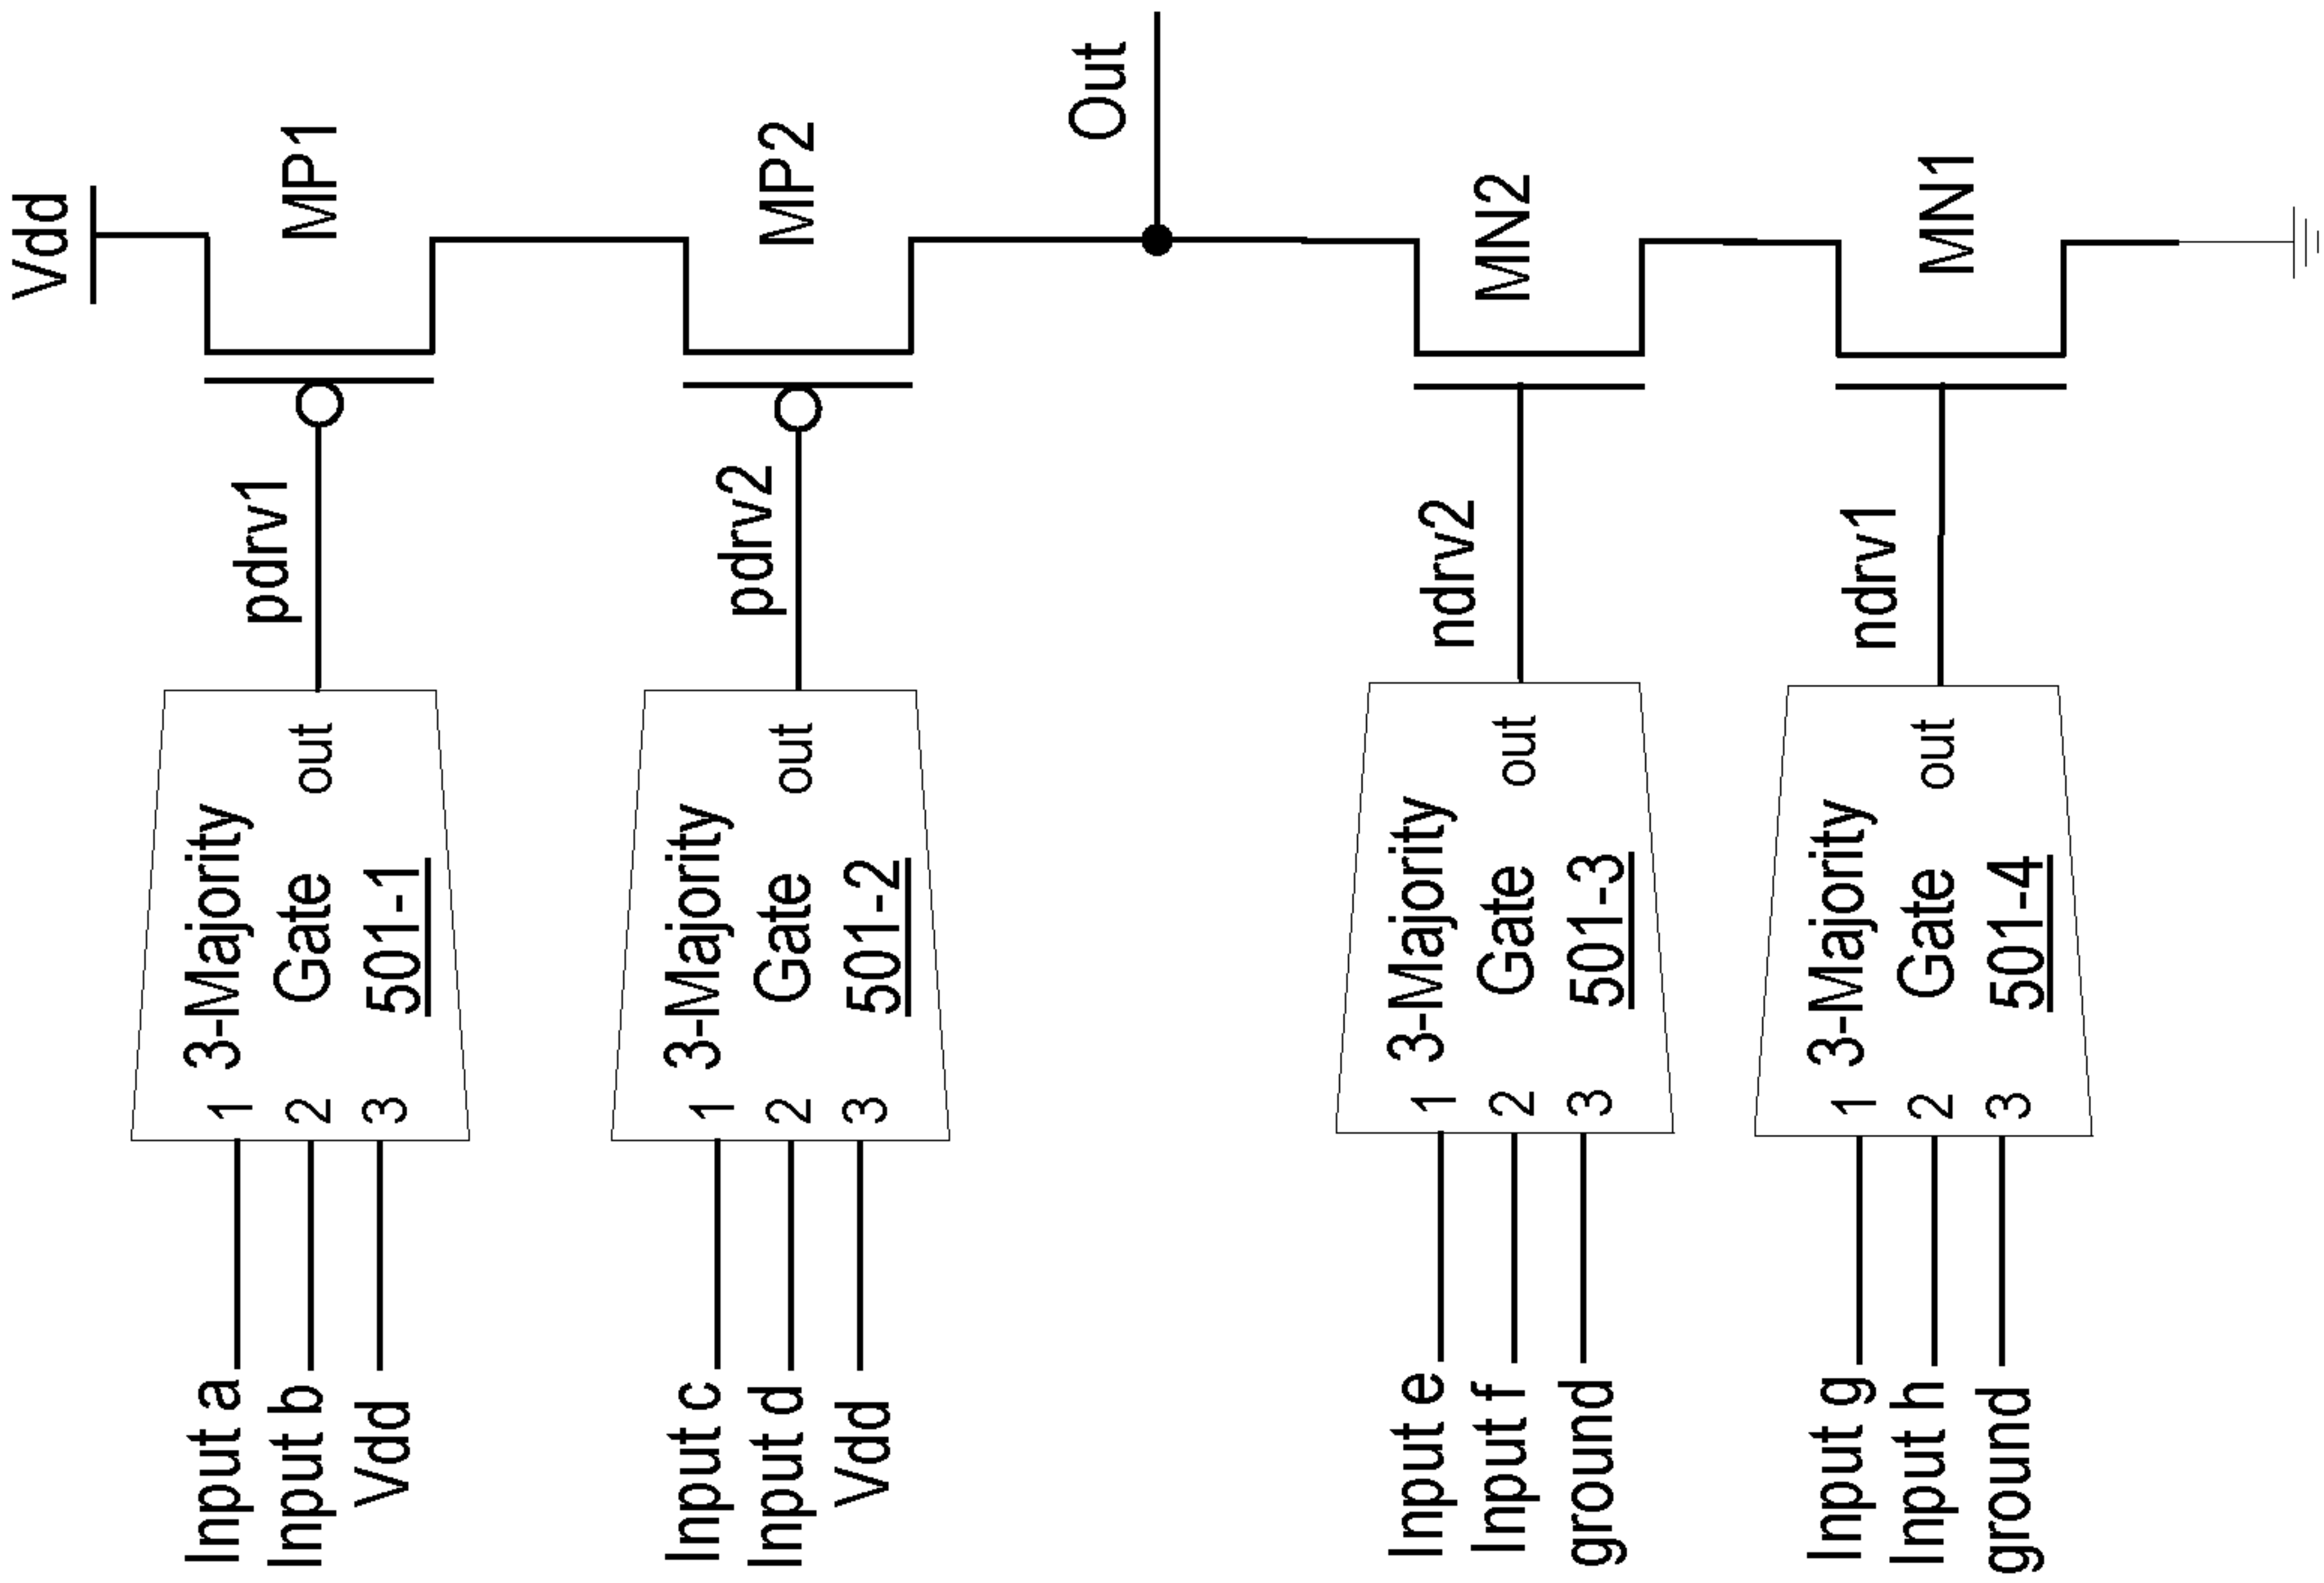 Vdd
MP1
pdrv1
3-Majority
Gate
501-1
1
2
3
out
Input a
Input b
Vdd
MP2
pdrv2
3-Majority
Gate
501-2
1
2
3
out
Input c
Input d
Vdd
Out
MN2
ndrv2
3-Majority
Gate
501-3
1
2
3
out
Input e
Input f
ground
MN1
ndrv1
3-Majority
Gate
501-4
1
2
3
out
Input g
Input h
ground